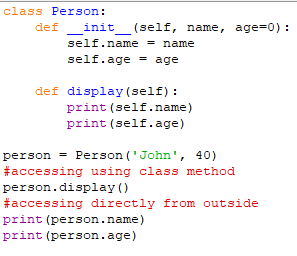 class Person:
    def __init__(self, name, age=0):
        self.name = name
        self.age = age

    def display(self):
        print(self.name)
        print(self.age)

person = Person('John', 40)
#accessing using class method
person.display()
#accessing directly from outside
print(person.name)
print(person.age)